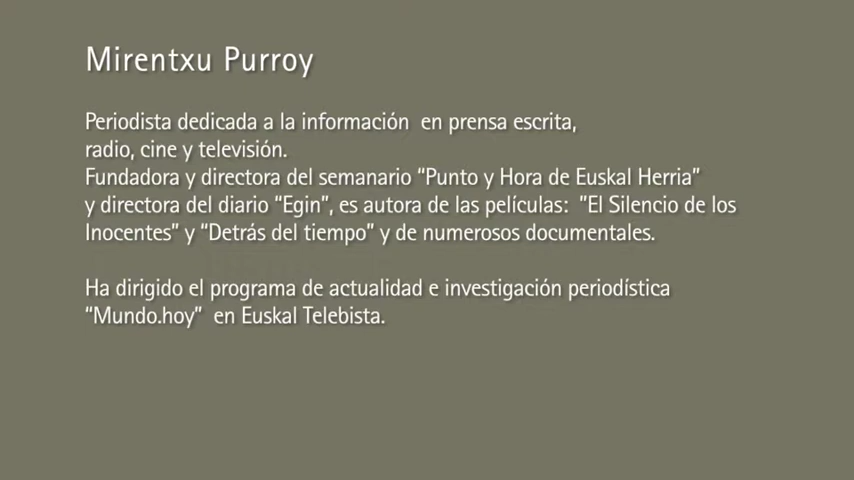 Mirentxu Purroy
Periodista dedicada a la información  en prensa escrita,
radio, cine y televisión.
Fundadora y directora del semanario “Punto y Hora de Euskal Herria”
y directora del diario “Egin”, es autora de las películas:  ”El Silencio de los
Inocentes” y “Detrás del tiempo” y de numerosos documentales.
Ha dirigido el programa de actualidad e investigación periodística
“Mundo.hoy”  en Euskal Telebista.